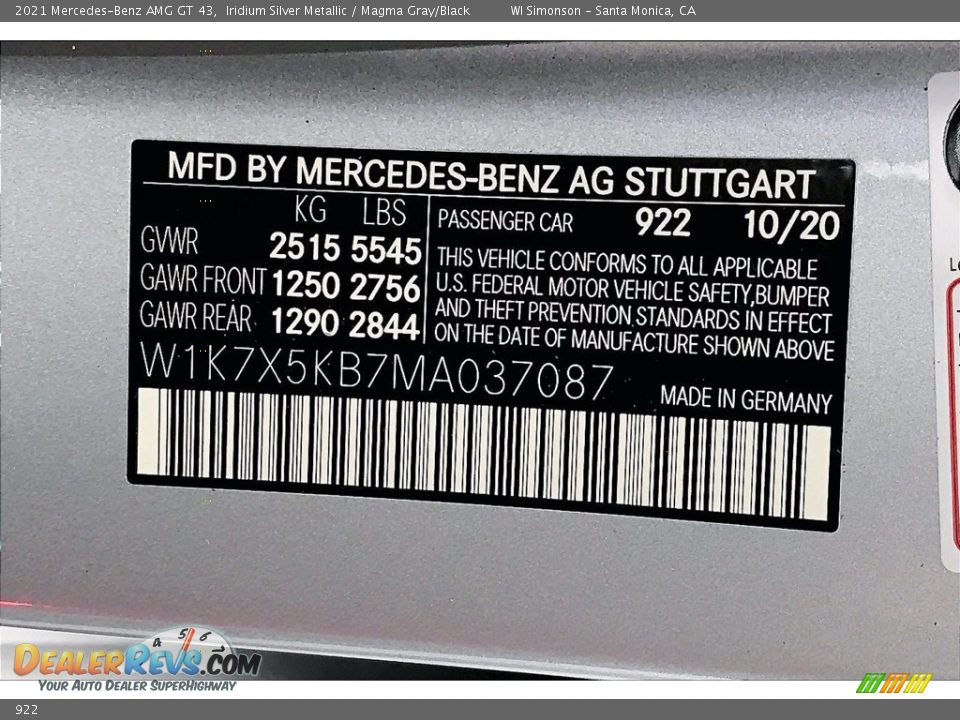 2021 Mercedes-Benz AMG GT 43, Iridium Silver Metallic / Magma Gray/Black WI Simonson - Santa Monica, CA
MFD BY MERCEDES-BENZ AG STUTTGART
KG LBS
GVWR 2515 5545
GAWR FRONT 1250 2756
GAWR REAR 1290 2844
PASSENGER CAR 922 10/20
THIS VEHICLE CONFORMS TO ALL APPLICABLE
U.S. FEDERAL MOTOR VEHICLE SAFETY, BUMPER
AND THEFT PREVENTION STANDARDS IN EFFECT
ON THE DATE OF MANUFACTURE SHOWN ABOVE
W1K7X5KB7MA037087
MADE IN GERMANY
4 5 6
DEALERREVS.COM
YOUR AUTO DEALER SUPERHIGHWAY
922